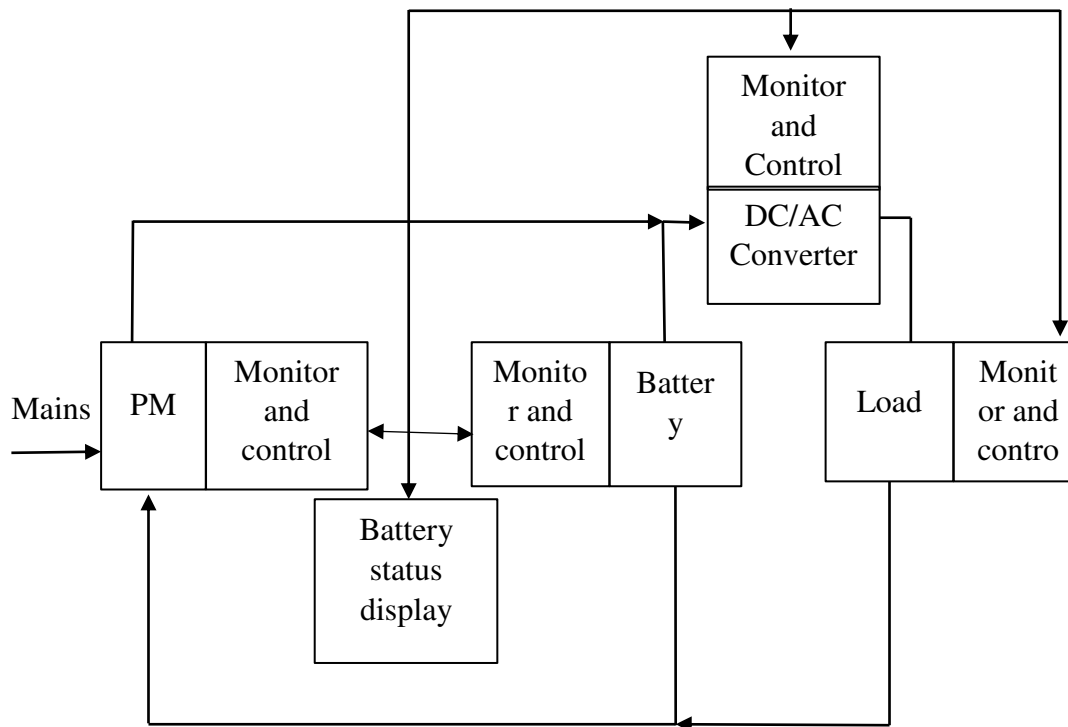 Monitor
and
Control
DC/AC
Converter
Mains
PM
Monitor
and
control
Monito
r and
control
Batter
y
Load
Monit
or and
contro
Battery
status
display